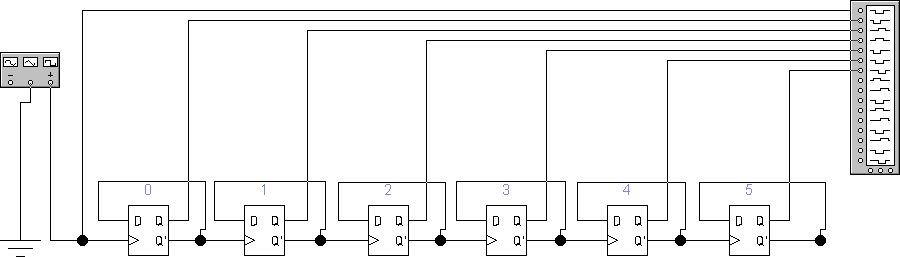 − +
0 1 2 3 4 5
D Q D Q D Q D Q D Q D Q
Q' Q' Q' Q' Q' Q'